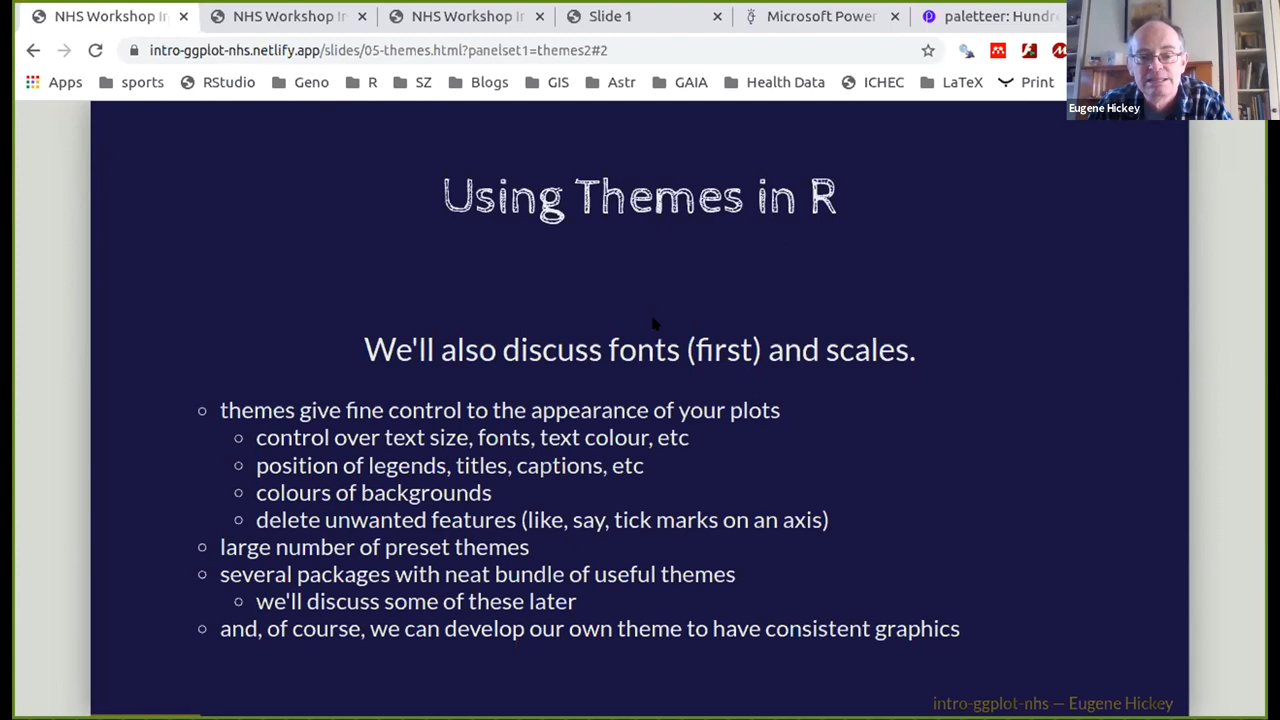 NHS Workshop In
NHS Workshop In
NHS Workshop In
Slide 1
Microsoft Power
paletteer: Hundre
intro-ggplot-nhs.netlify.app/slides/05-themes.html?panelset1=themes2#2
Apps
sports
RStudio
Geno
R
SZ
Blogs
GIS
Astr
GAIA
Health Data
ICHEC
LaTeX
Print
Eugene Hickey
Using Themes in R
We'll also discuss fonts (first) and scales.
themes give fine control to the appearance of your plots
control over text size, fonts, text colour, etc
position of legends, titles, captions, etc
colours of backgrounds
delete unwanted features (like, say, tick marks on an axis)
large number of preset themes
several packages with neat bundle of useful themes
we'll discuss some of these later
and, of course, we can develop our own theme to have consistent graphics
intro-ggplot-nhs — Eugene Hickey